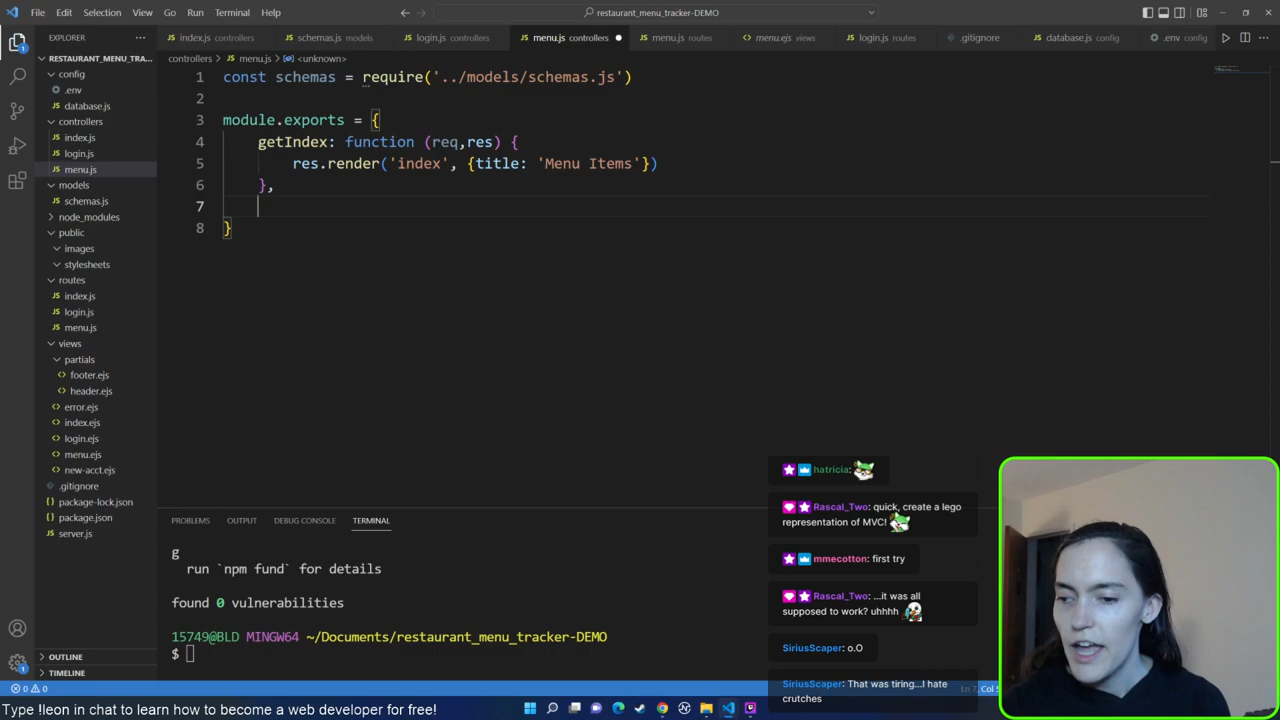 File Edit Selection View Go Run Terminal Help
restaurant_menu_tracker-DEMO
EXPLORER
index.js controllers
schemas.js models
login.js controllers
menu.js controllers
menu.js routes
menu.ejs views
login.js routes
.gitignore
database.js config
.env config
RESTAURANT_MENU_TRA...
config
.env
database.js
controllers
index.js
login.js
menu.js
models
schemas.js
node_modules
public
images
stylesheets
routes
index.js
login.js
menu.js
views
partials
footer.ejs
header.ejs
error.ejs
index.ejs
login.ejs
menu.ejs
new-acct.ejs
.gitignore
package-lock.json
package.json
server.js
OUTLINE
TIMELINE
controllers > menu.js > <unknown>
1 const schemas = require('../models/schemas.js')
2
3 module.exports = {
4 getIndex: function (req,res) {
5 res.render('index', {title: 'Menu Items'})
6 },
7
8 }
PROBLEMS OUTPUT DEBUG CONSOLE TERMINAL
g
run `npm fund` for details
found 0 vulnerabilities
15749@BLD MINGW64 ~/Documents/restaurant_menu_tracker-DEMO
$
hatricia:
Rascal_Two: quick, create a lego
representation of MVC!
mmecotton: first try
Rascal_Two: ...it was all
supposed to work? uhhhh
SiriusScaper: o.O
SiriusScaper: That was tiring...I hate
crutches
0 0
Ln 7, Col 5
Type !leon in chat to learn how to become a web developer for free!